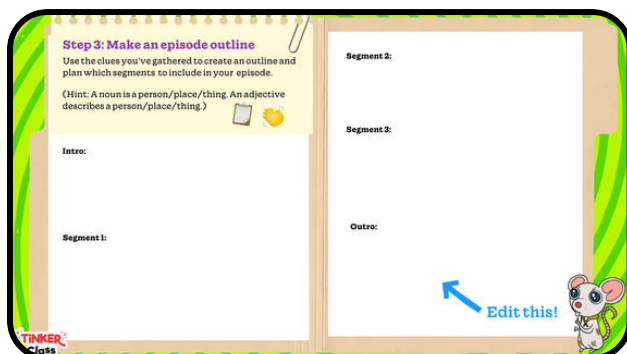 Step 3: Make an episode outline
Use the clues you've gathered to create an outline and
plan which segments to include in your episode.
(Hint: A noun is a person/place/thing. An adjective
describes a person/place/thing.)
Intro:
Segment 1:
Segment 2:
Segment 3:
Outro:
Edit this!
TINKER
Class